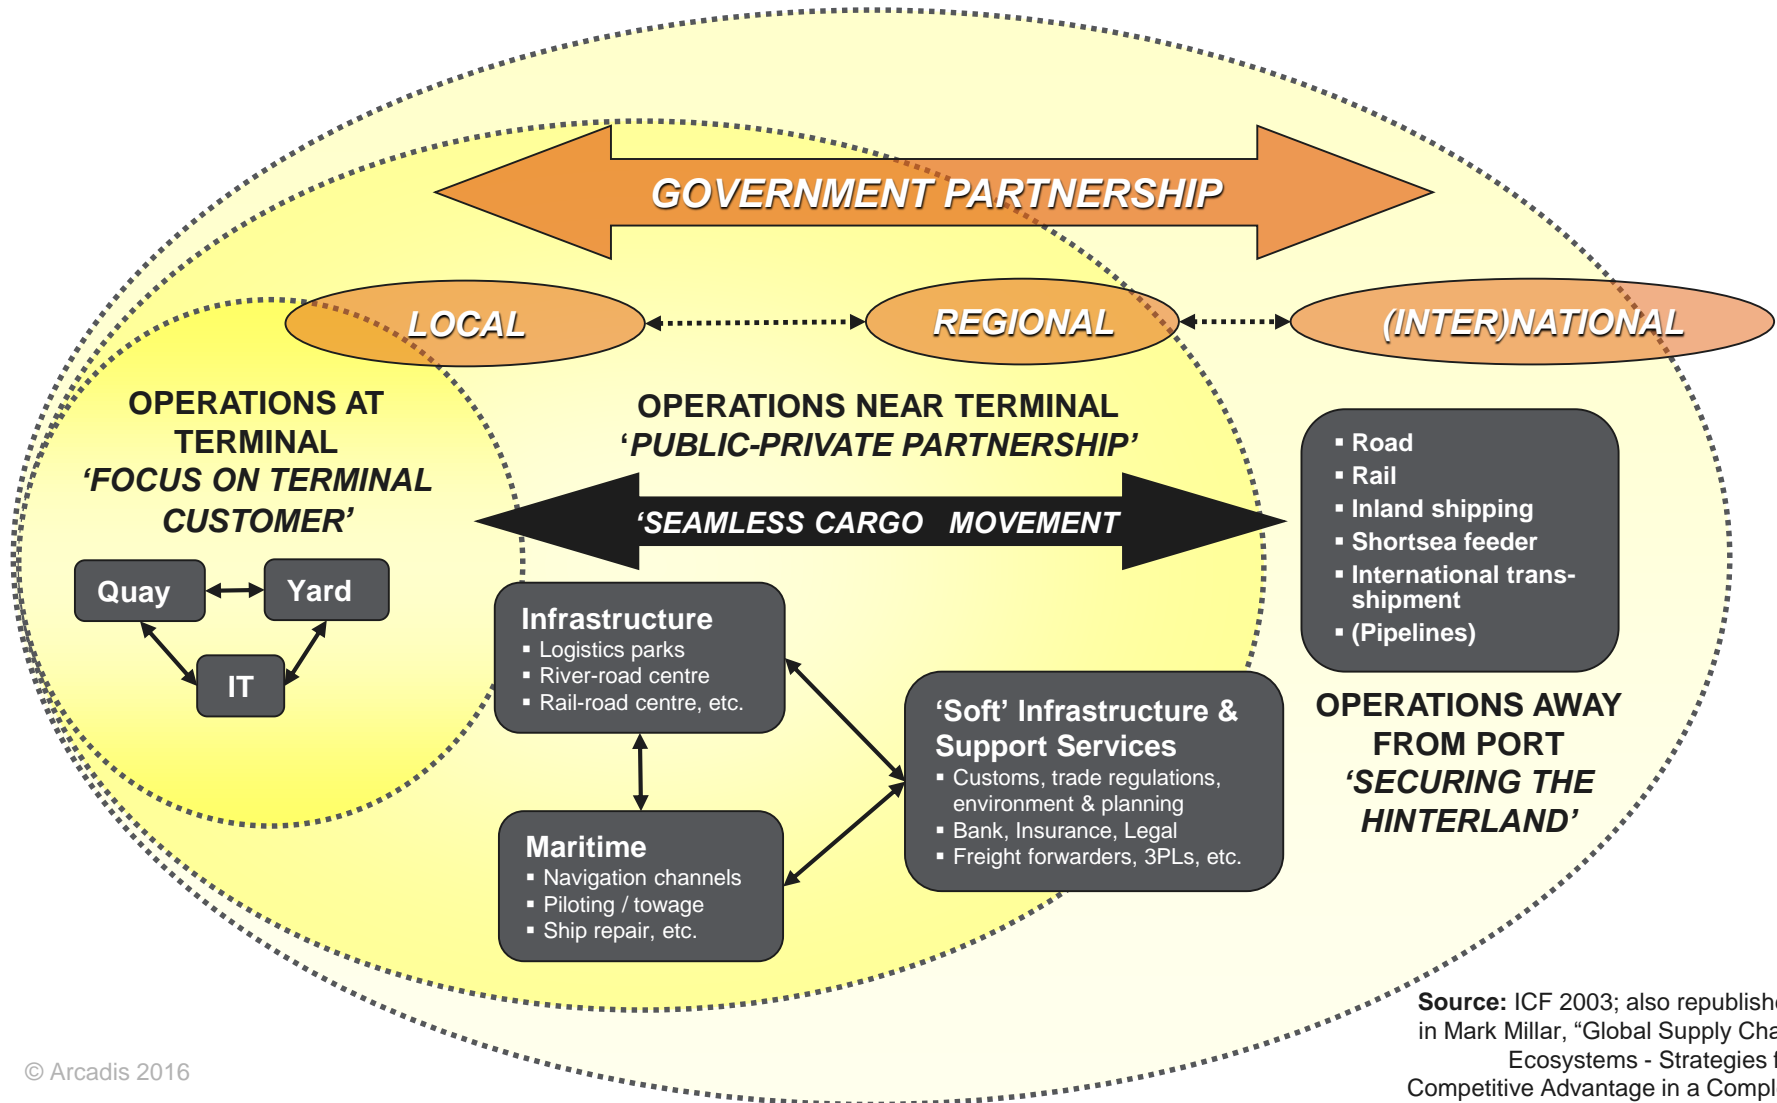 GOVERNMENT PARTNERSHIP
LOCAL
REGIONAL
(INTER)NATIONAL
OPERATIONS AT
TERMINAL
‘FOCUS ON TERMINAL
CUSTOMER’
Quay
Yard
IT
OPERATIONS NEAR TERMINAL
‘PUBLIC-PRIVATE PARTNERSHIP’
‘SEAMLESS CARGO MOVEMENT
Infrastructure
▪ Logistics parks
▪ River-road centre
▪ Rail-road centre, etc.
Maritime
▪ Navigation channels
▪ Piloting / towage
▪ Ship repair, etc.
‘Soft’ Infrastructure &
Support Services
▪ Customs, trade regulations,
environment & planning
▪ Bank, Insurance, Legal
▪ Freight forwarders, 3PLs, etc.
▪ Road
▪ Rail
▪ Inland shipping
▪ Shortsea feeder
▪ International trans-
shipment
▪ (Pipelines)
OPERATIONS AWAY
FROM PORT
‘SECURING THE
HINTERLAND’
Source: ICF 2003; also republishe
in Mark Millar, “Global Supply Cha
Ecosystems - Strategies f
Competitive Advantage in a Comple
© Arcadis 2016